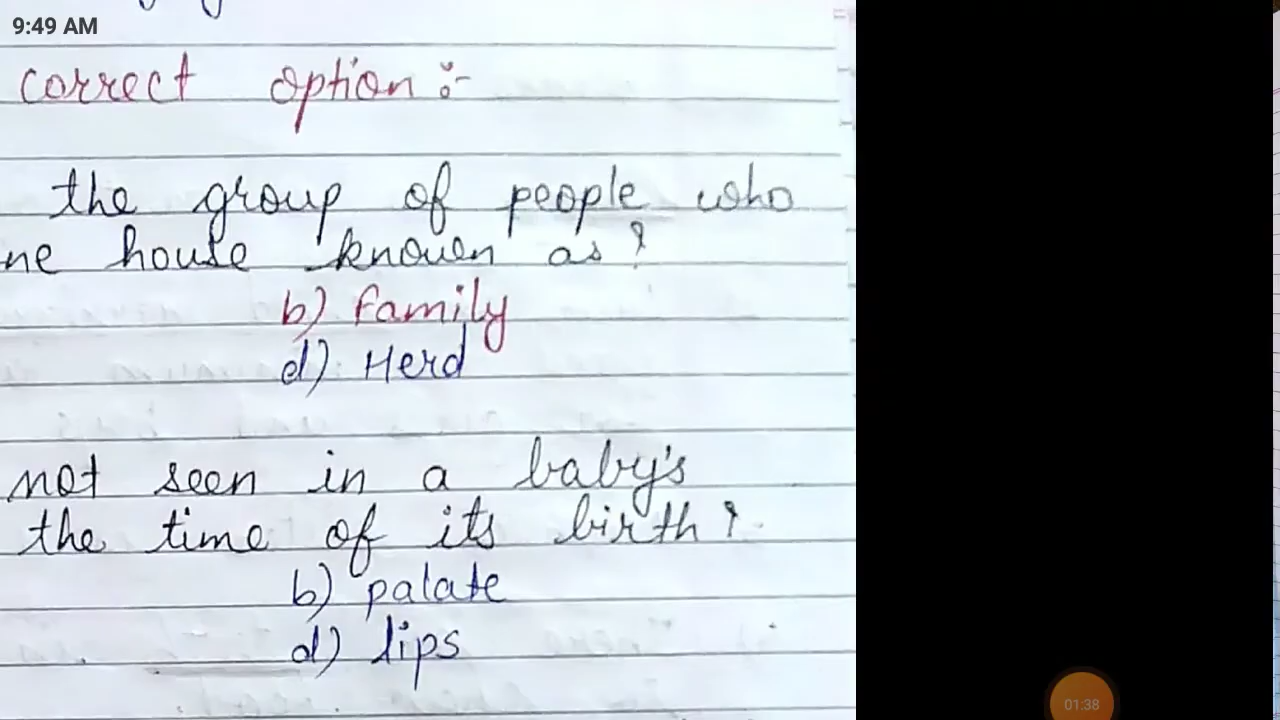 9:49 AM
correct option :-
the group of people who
ne house known as?
b) Family
d) Herd
not seen in a baby's
the time of its birth?
b) palate
d) lips
01:38